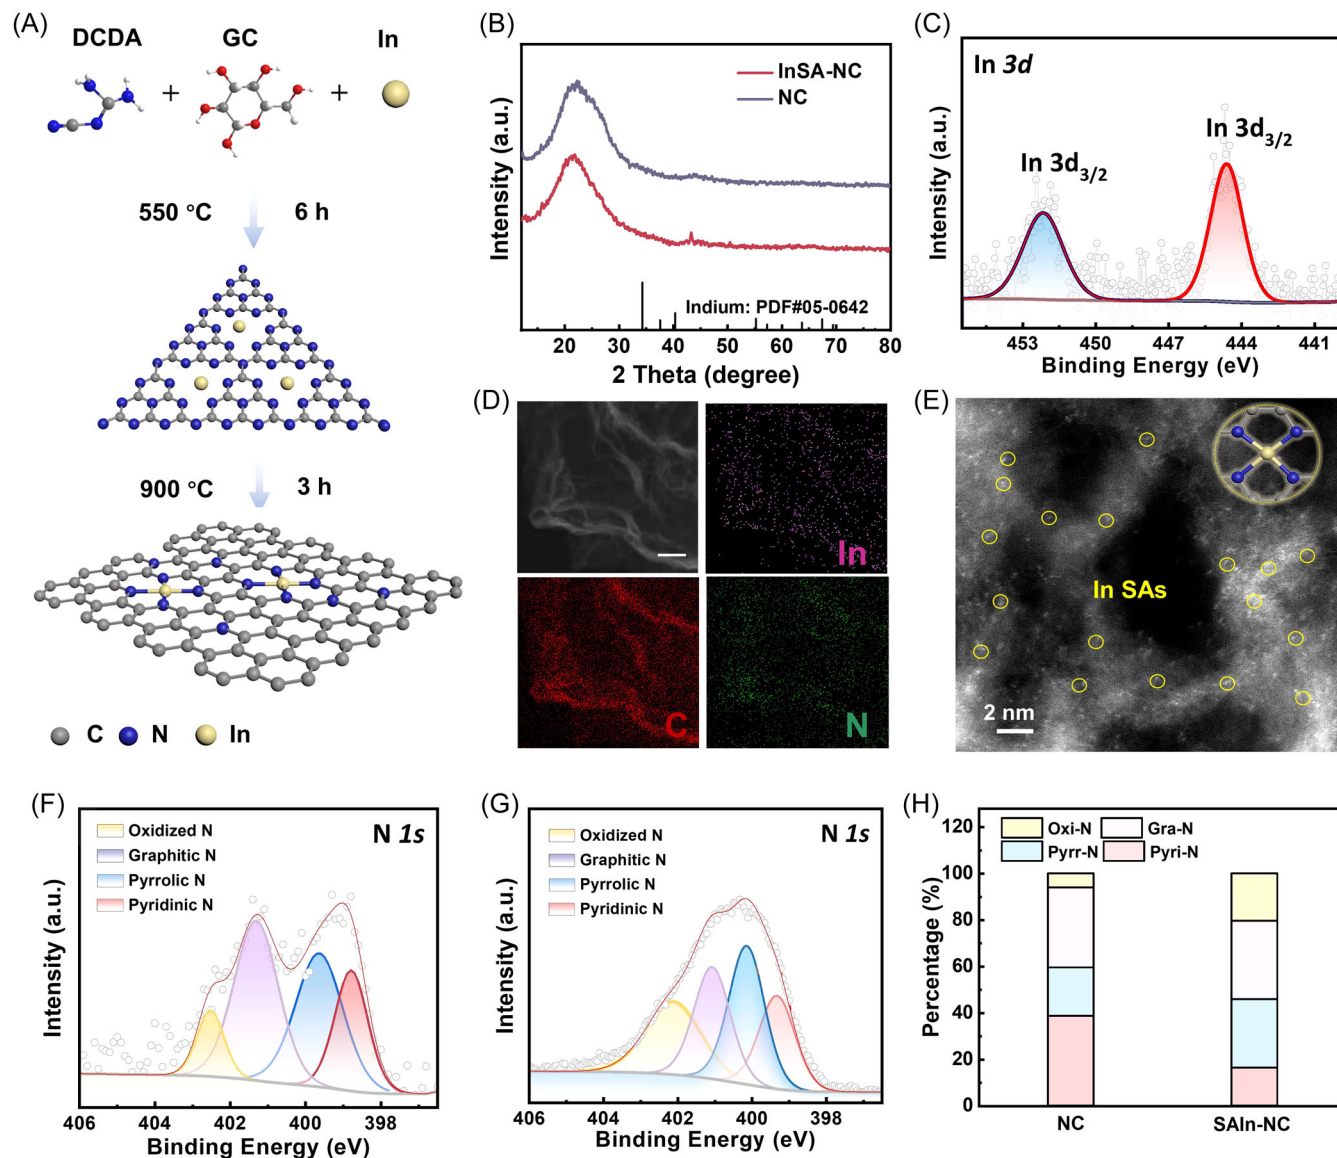 (A)
DCDA
GC
In
+
+
550 °C
6 h
900 °C
3 h
C
N
In
(B)
InSA-NC
NC
Indium: PDF#05-0642
Intensity (a.u.)
20
30
40
50
60
70
80
2 Theta (degree)
(C)
In 3d
In 3d3/2
In 3d3/2
Intensity (a.u.)
453
450
447
444
441
Binding Energy (eV)
(D)
In
C
N
(E)
In SAs
2 nm
(F)
Oxidized N
Graphitic N
Pyrrolic N
Pyridinic N
N 1s
Intensity (a.u.)
406
404
402
400
398
Binding Energy (eV)
(G)
Oxidized N
Graphitic N
Pyrrolic N
Pyridinic N
N 1s
Intensity (a.u.)
406
404
402
400
398
Binding Energy (eV)
(H)
Oxi-N
Gra-N
Pyrr-N
Pyri-N
Percentage (%)
120
100
80
60
40
20
0
NC
SAIn-NC